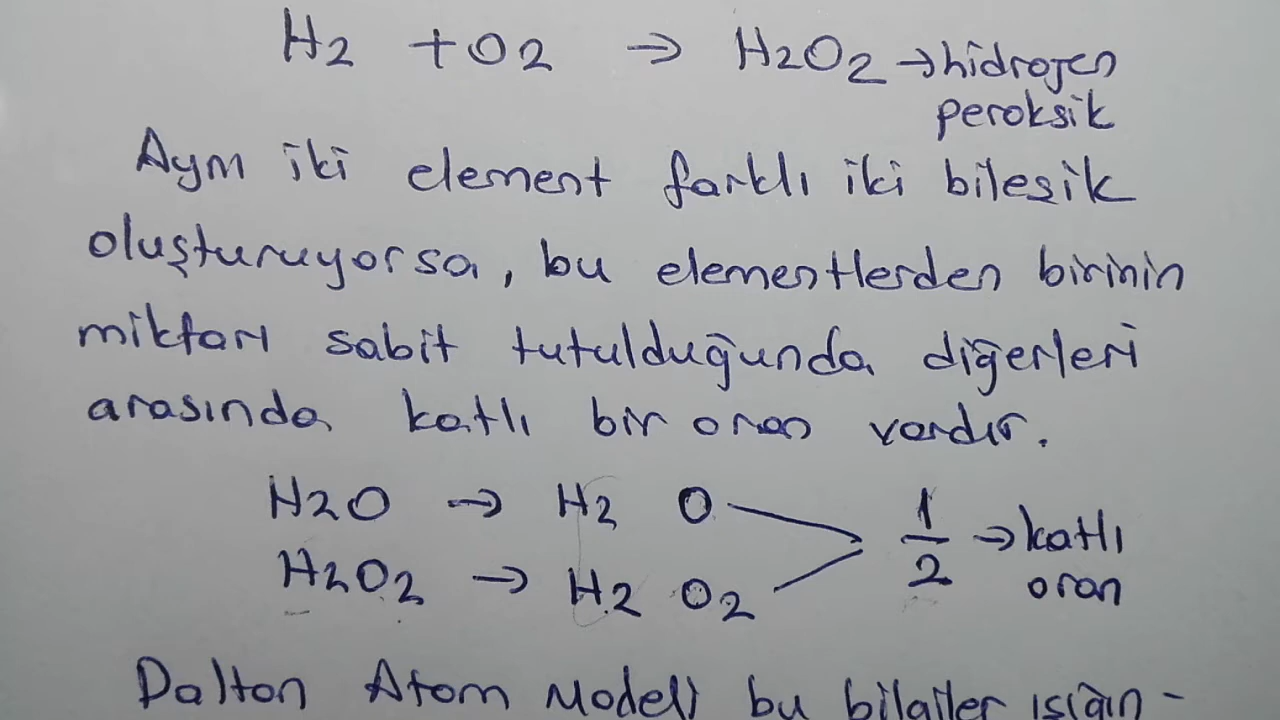 H2 + O2 → H2O2 → hidrojen
peroksik
Aynı iki element farklı iki bileşik
oluşturuyorsa, bu elementlerden birinin
miktarı sabit tutulduğunda diğerleri
arasında katlı bir oran vardır.
H2O → H2 O
1/2 → katlı
H2O2 → H2 O2
oran
Dalton Atom Modeli bu bilgiler ışığın-